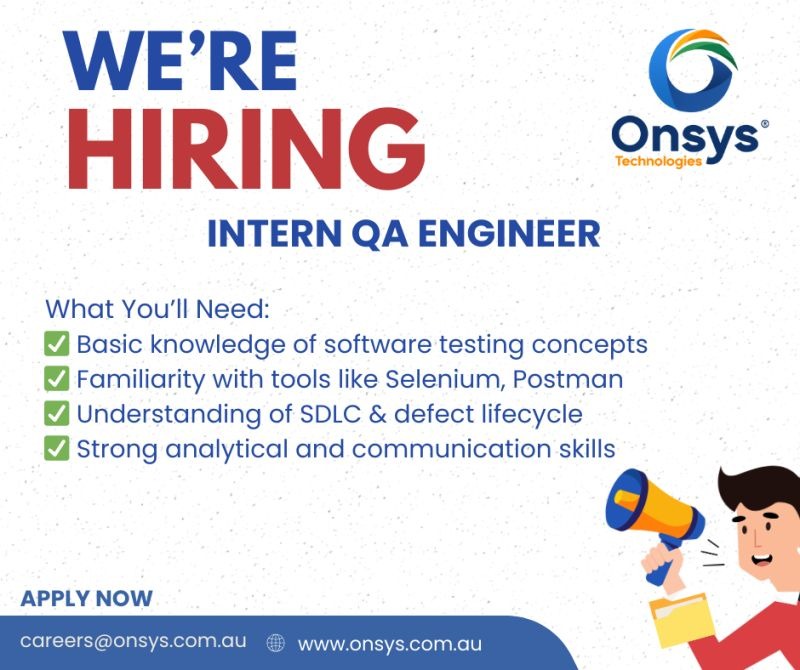 WE'RE
HIRING
Onsys®
Technologies
INTERN QA ENGINEER
What You'll Need:
✅ Basic knowledge of software testing concepts
✅ Familiarity with tools like Selenium, Postman
✅ Understanding of SDLC & defect lifecycle
✅ Strong analytical and communication skills
APPLY NOW
careers@onsys.com.au www.onsys.com.au